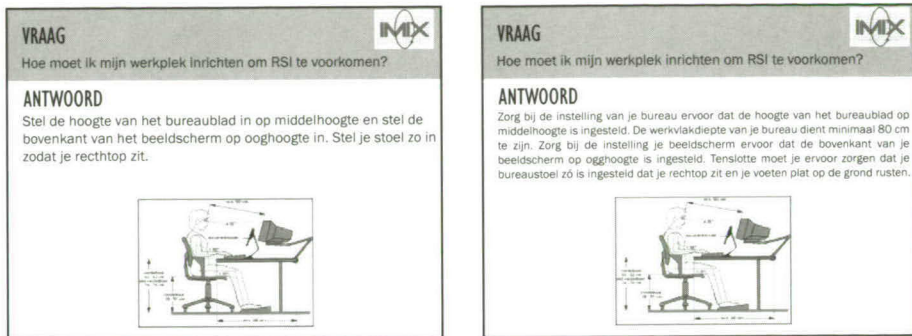 VRAAG
IMIX
Hoe moet ik mijn werkplek inrichten om RSI te voorkomen?
ANTWOORD
Stel de hoogte van het bureaublad in op middelhoogte en stel de
bovenkant van het beeldscherm op ooghoogte in. Stel je stoel zo in
zodat je recthtop zit.
VRAAG
IMIX
Hoe moet ik mijn werkplek inrichten om RSI te voorkomen?
ANTWOORD
Zorg bij de instelling van je bureau ervoor dat de hoogte van het bureaublad op
middelhoogte is ingesteld. De werkvlakdiepte van je bureau dient minimaal 80 cm
te zijn. Zorg bij de instelling je beeldscherm ervoor dat de bovenkant van je
beeldscherm op ogghoogte is ingesteld. Tenslotte moet je ervoor zorgen dat je
bureaustoel zó is ingesteld dat je rechtop zit en je voeten plat op de grond rusten.